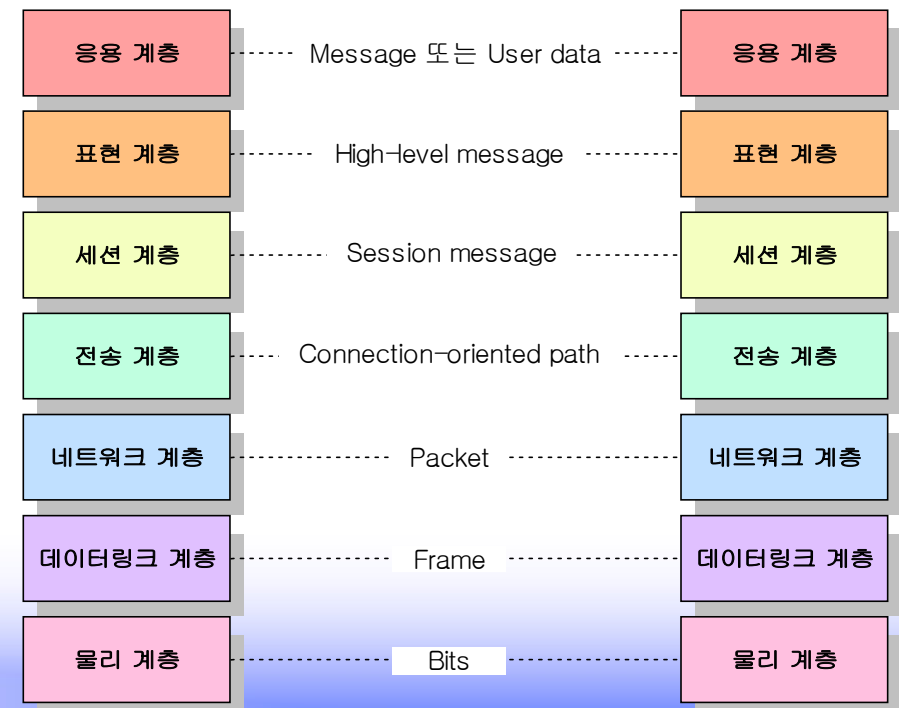 응용 계층 Message 또는 User data 응용 계층
표현 계층 High-level message 표현 계층
세션 계층 Session message 세션 계층
전송 계층 Connection-oriented path 전송 계층
네트워크 계층 Packet 네트워크 계층
데이터링크 계층 Frame 데이터링크 계층
물리 계층 Bits 물리 계층